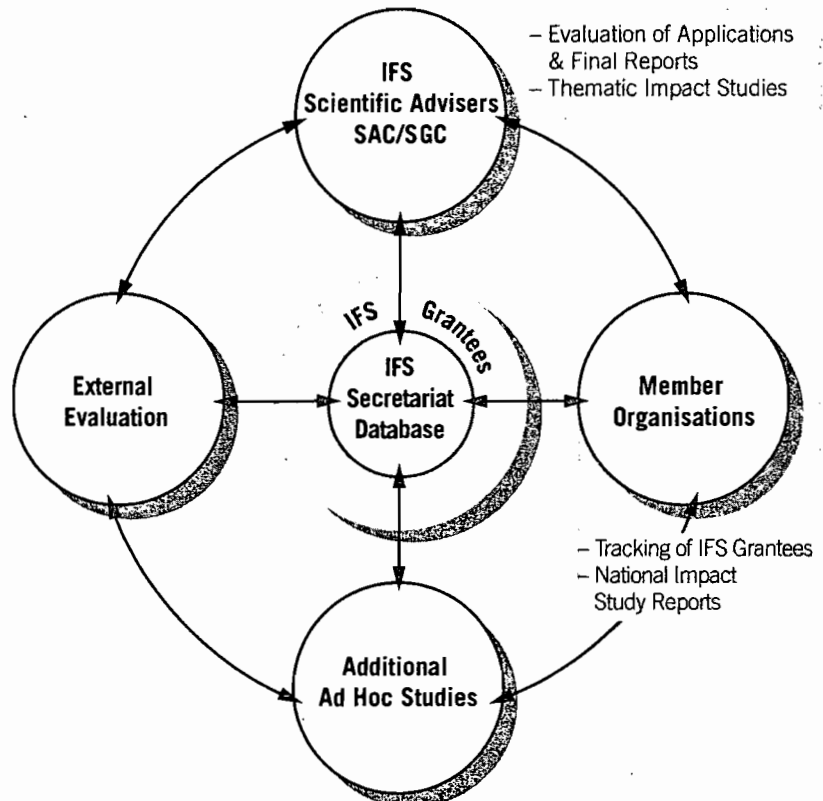 – Evaluation of Applications
& Final Reports
– Thematic Impact Studies
IFS
Scientific Advisers
SAC/SGC
IFS Grantees
IFS
Secretariat
Database
External
Evaluation
Member
Organisations
– Tracking of IFS Grantees
– National Impact
Study Reports
Additional
Ad Hoc Studies